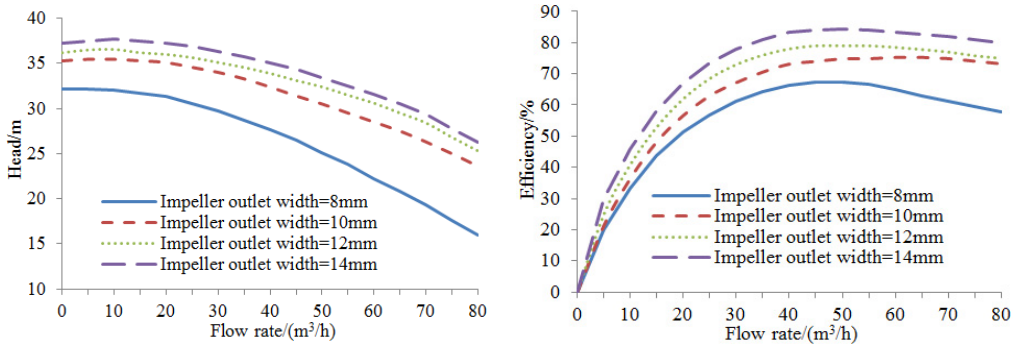 40
35
30
25
20
15
10
Head/m
Impeller outlet width=8mm
Impeller outlet width=10mm
Impeller outlet width=12mm
Impeller outlet width=14mm
0 10 20 30 40 50 60 70 80
Flow rate/(m³/h)
90
80
70
60
50
40
30
20
10
0
Efficiency/%
Impeller outlet width=8mm
Impeller outlet width=10mm
Impeller outlet width=12mm
Impeller outlet width=14mm
0 10 20 30 40 50 60 70 80
Flow rate/(m³/h)